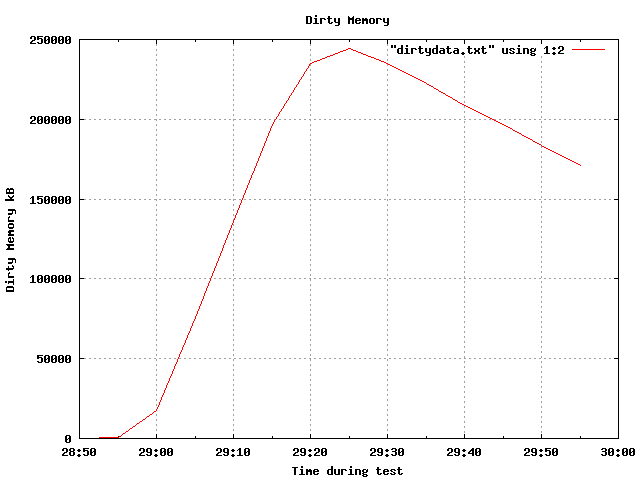 Dirty Memory
"dirtydata.txt" using 1:2
250000
200000
150000
100000
50000
0
Dirty Memory kB
28:50 29:00 29:10 29:20 29:30 29:40 29:50 30:00
Time during test